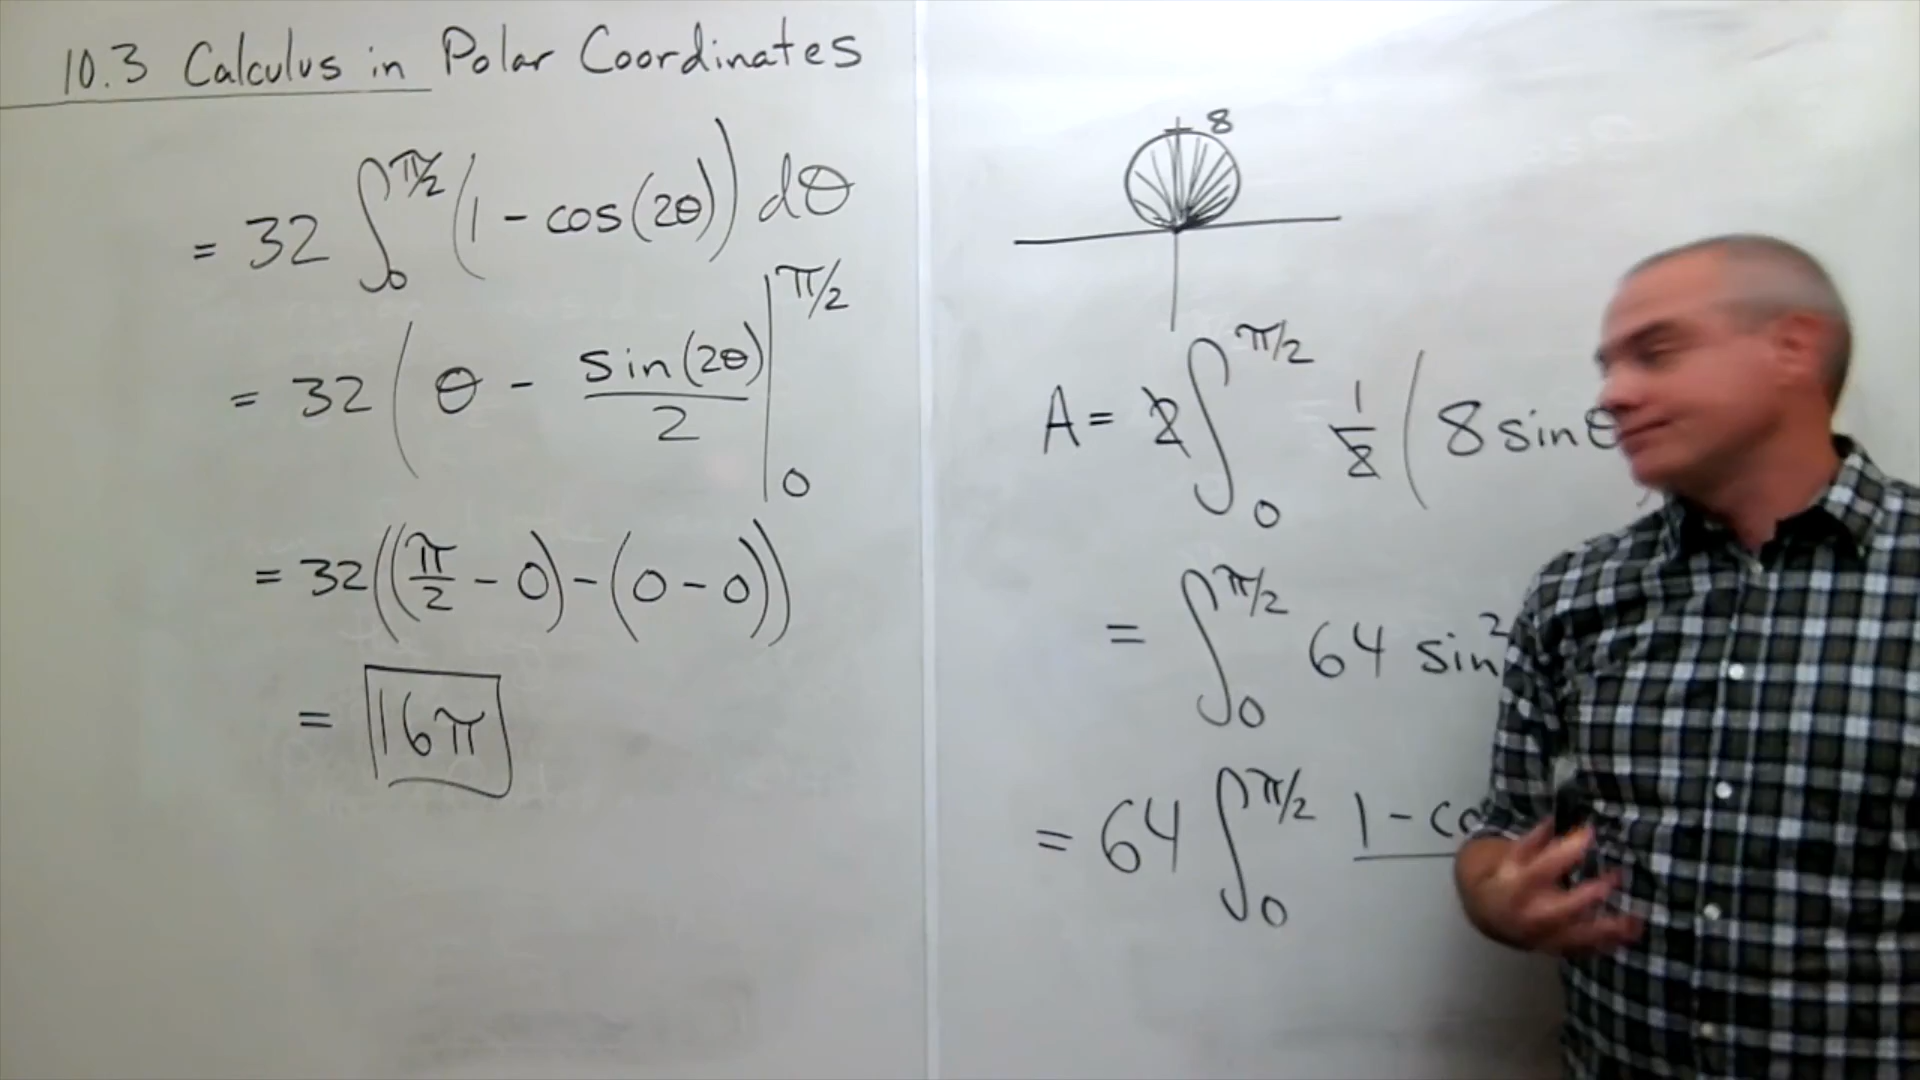 10.3 Calculus in Polar Coordinates
= 32 ∫₀^π/2 (1 - cos(2θ)) dθ
= 32 ( θ - sin(2θ)/2 |₀^π/2
= 32((π/2 - 0) - (0 - 0))
= 16π
8
A = 2 ∫₀^π/2 1/2 ( 8 sin θ
= ∫₀^π/2 64 sin²
= 64 ∫₀^π/2 1 - cos